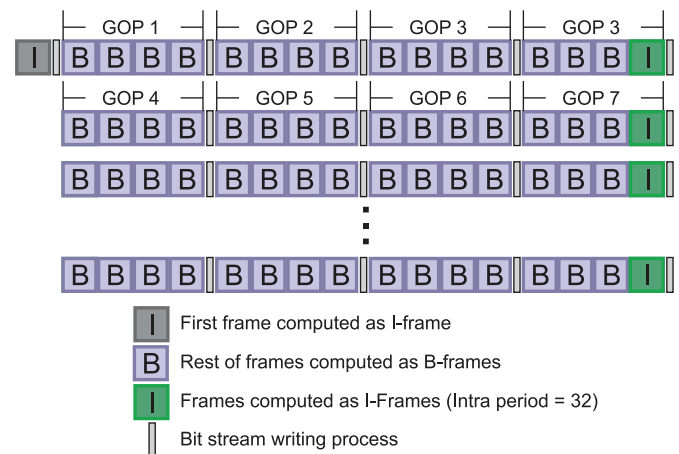 GOP 1 GOP 2 GOP 3 GOP 3
I B B B B B B B B B B B B B B B I
GOP 4 GOP 5 GOP 6 GOP 7
B B B B B B B B B B B B B B B I
B B B B B B B B B B B B B B B I
B B B B B B B B B B B B B B B I
I First frame computed as I-frame
B Rest of frames computed as B-frames
I Frames computed as I-Frames (Intra period = 32)
Bit stream writing process